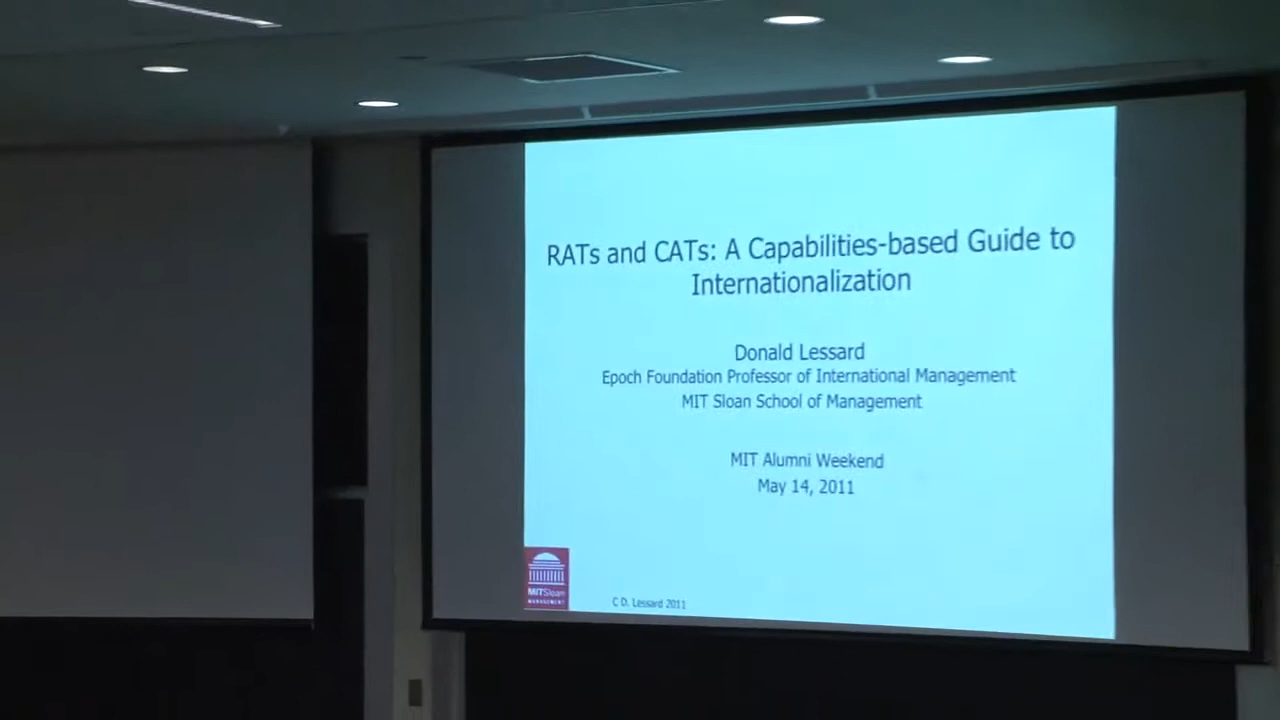 RATs and CATs: A Capabilities-based Guide to
Internationalization
Donald Lessard
Epoch Foundation Professor of International Management
MIT Sloan School of Management
MIT Alumni Weekend
May 14, 2011
MITSloan
MANAGEMENT
C D. Lessard 2011